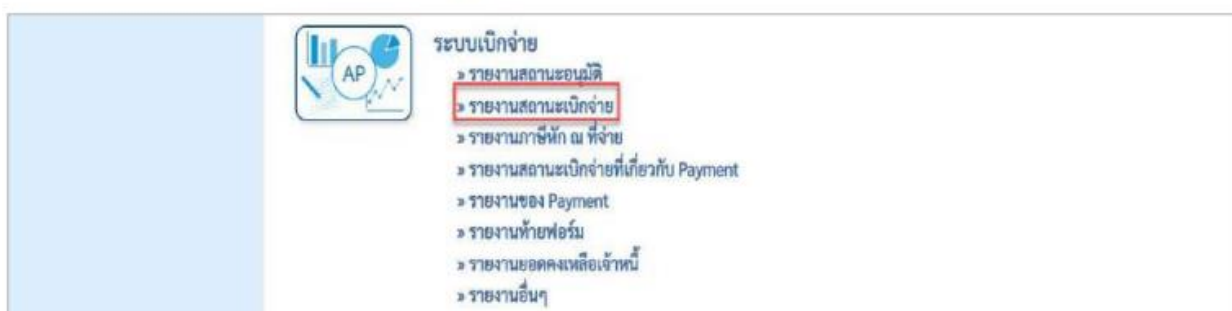 AP
ระบบเบิกจ่าย
» รายงานสถานะอนุมัติ
» รายงานสถานะเบิกจ่าย
» รายงานภาษีหัก ณ ที่จ่าย
» รายงานสถานะเบิกจ่ายที่เกี่ยวกับ Payment
» รายงานของ Payment
» รายงานท้ายฟอร์ม
» รายงานยอดคงเหลือเจ้าหนี้
» รายงานอื่นๆ